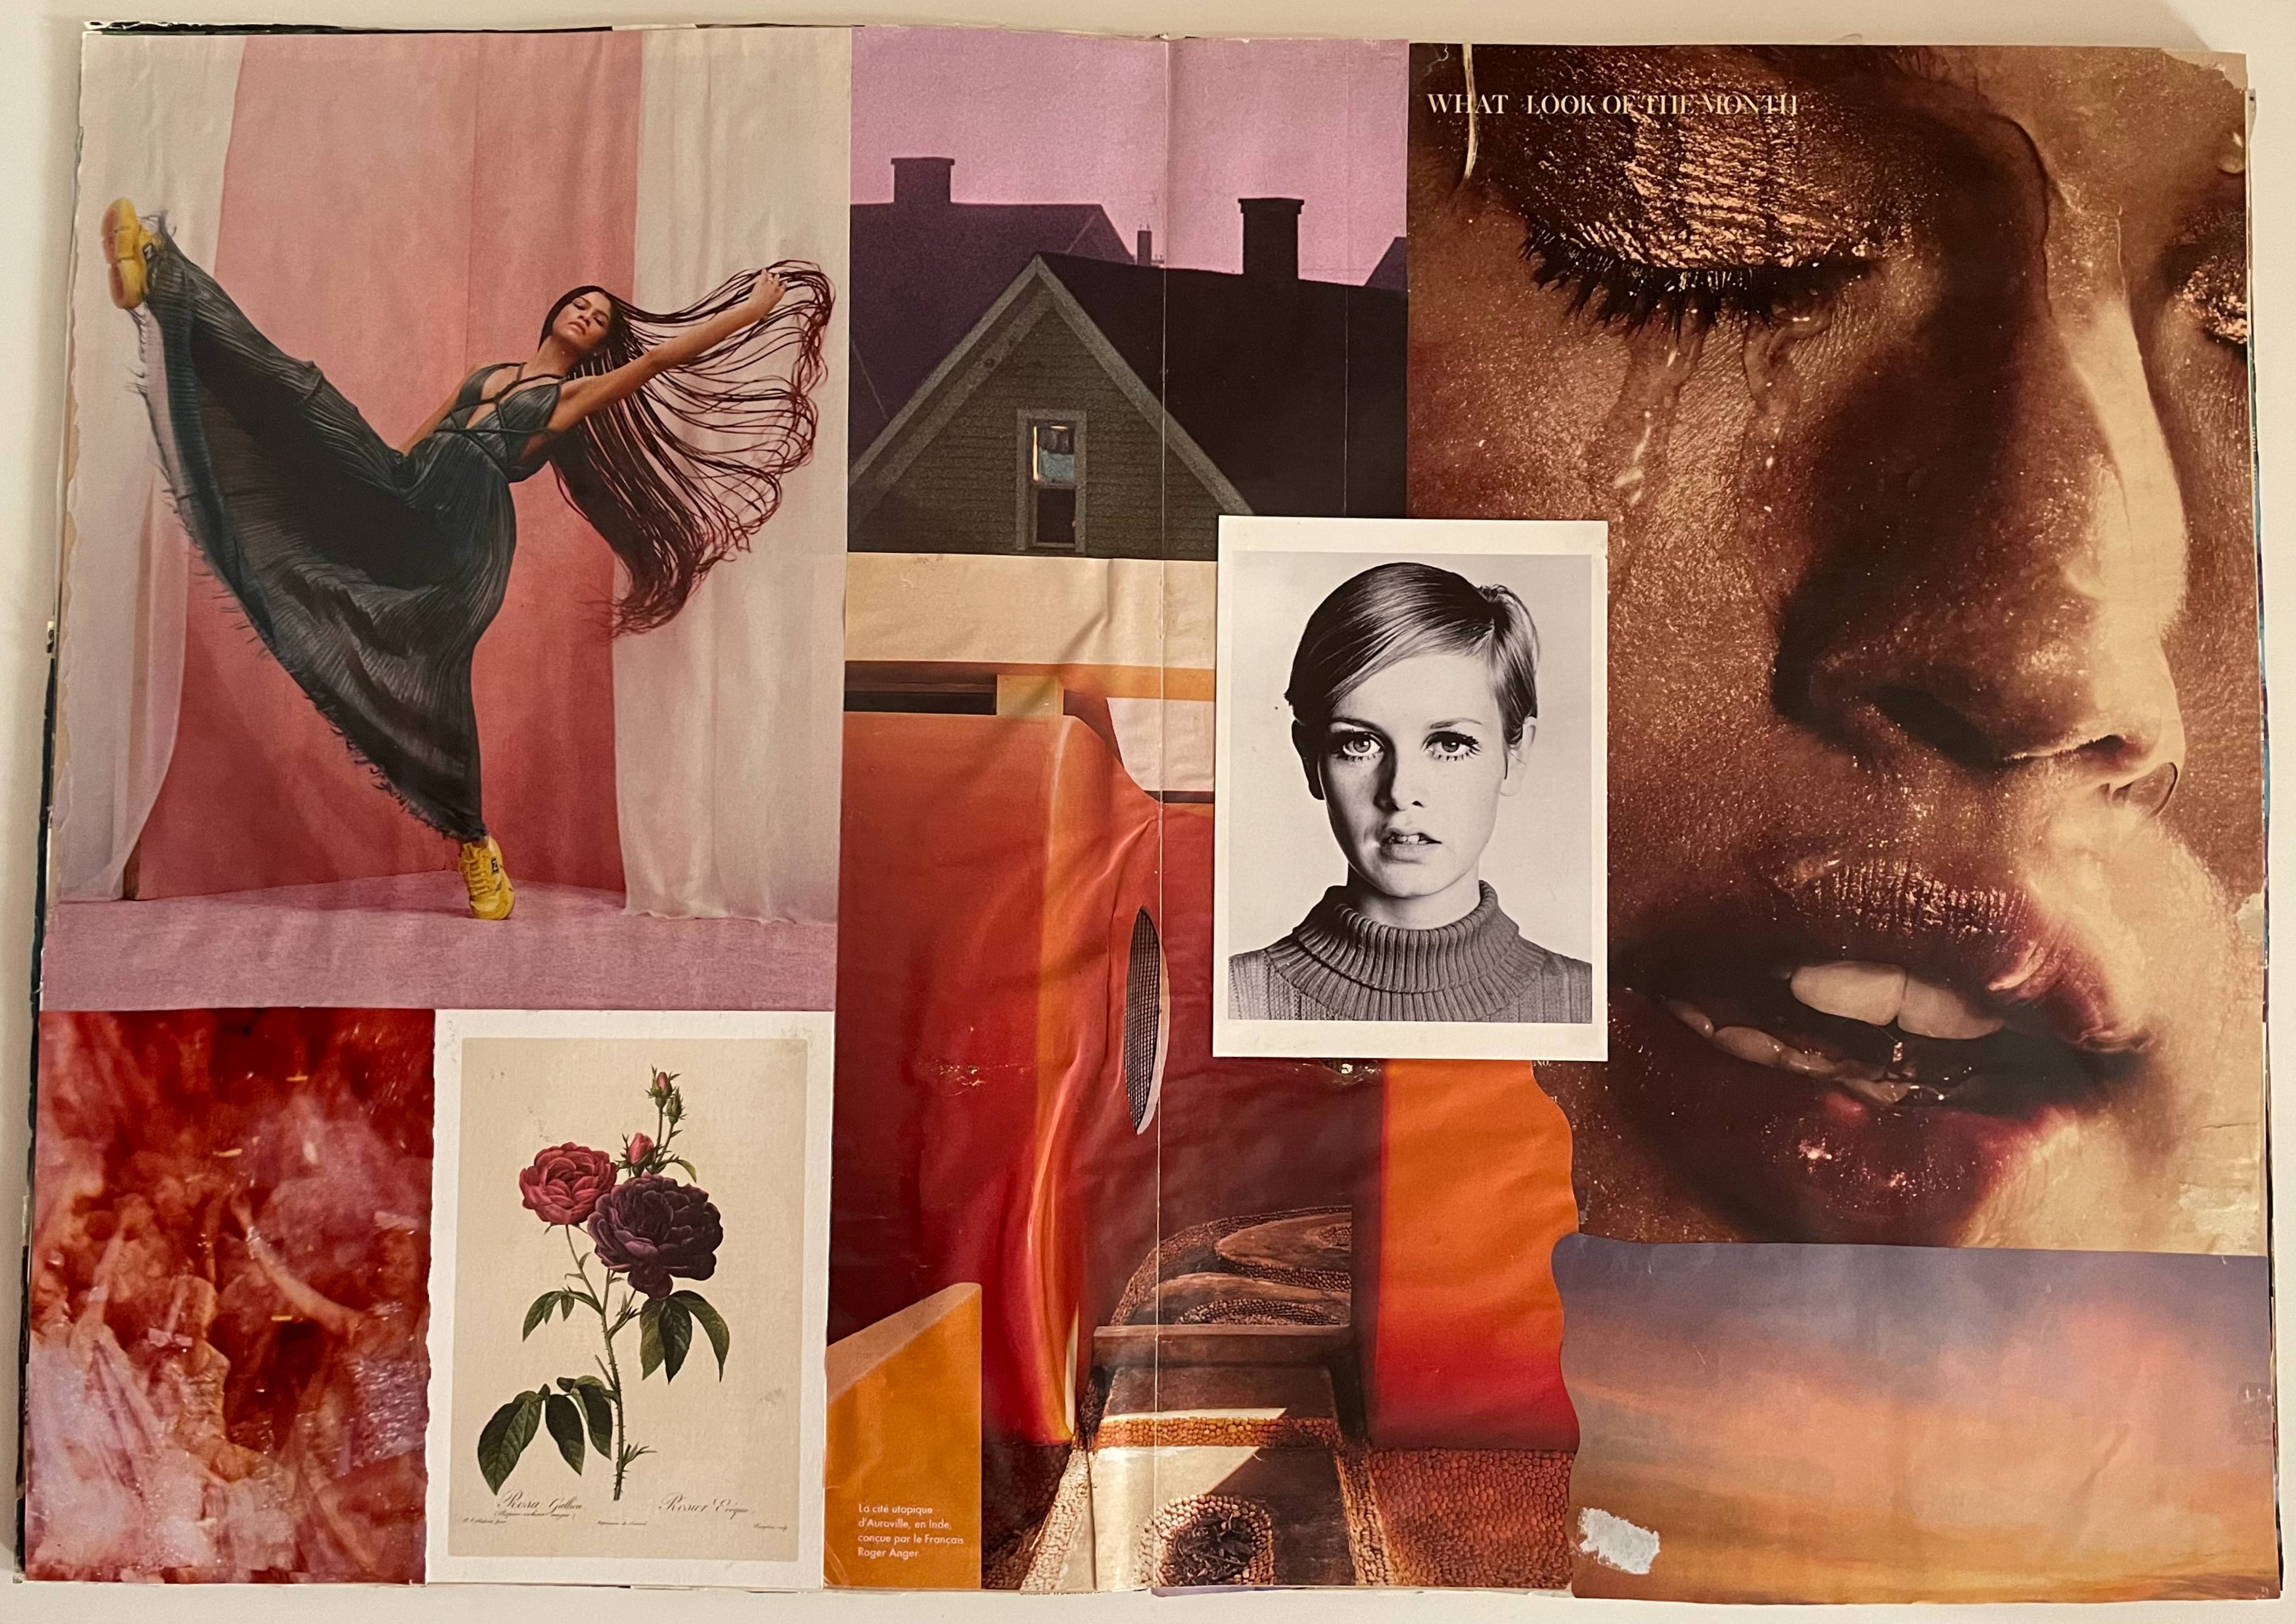 WHAT LOOK OF THE MONTH
Rosa Gallica
Rosier Evêque
La cité utopique
d'Auroville, en Inde,
conçue par le Français
Roger Anger